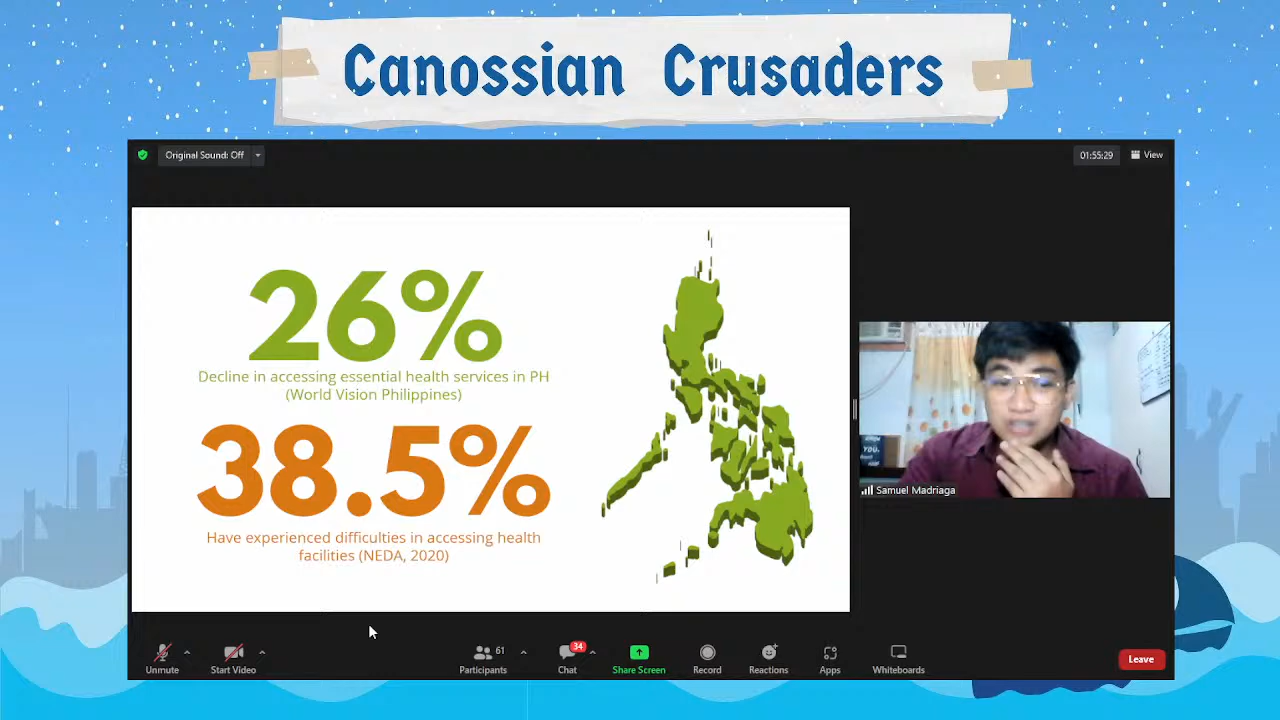 Canossian Crusaders
Original Sound: Off
01:55:29
View
26%
Decline in accessing essential health services in PH
(World Vision Philippines)
38.5%
Have experienced difficulties in accessing health
facilities (NEDA, 2020)
YOU.
Samuel Madriaga
Unmute
Start Video
61
Participants
34
Chat
Share Screen
Record
Reactions
Apps
Whiteboards
Leave